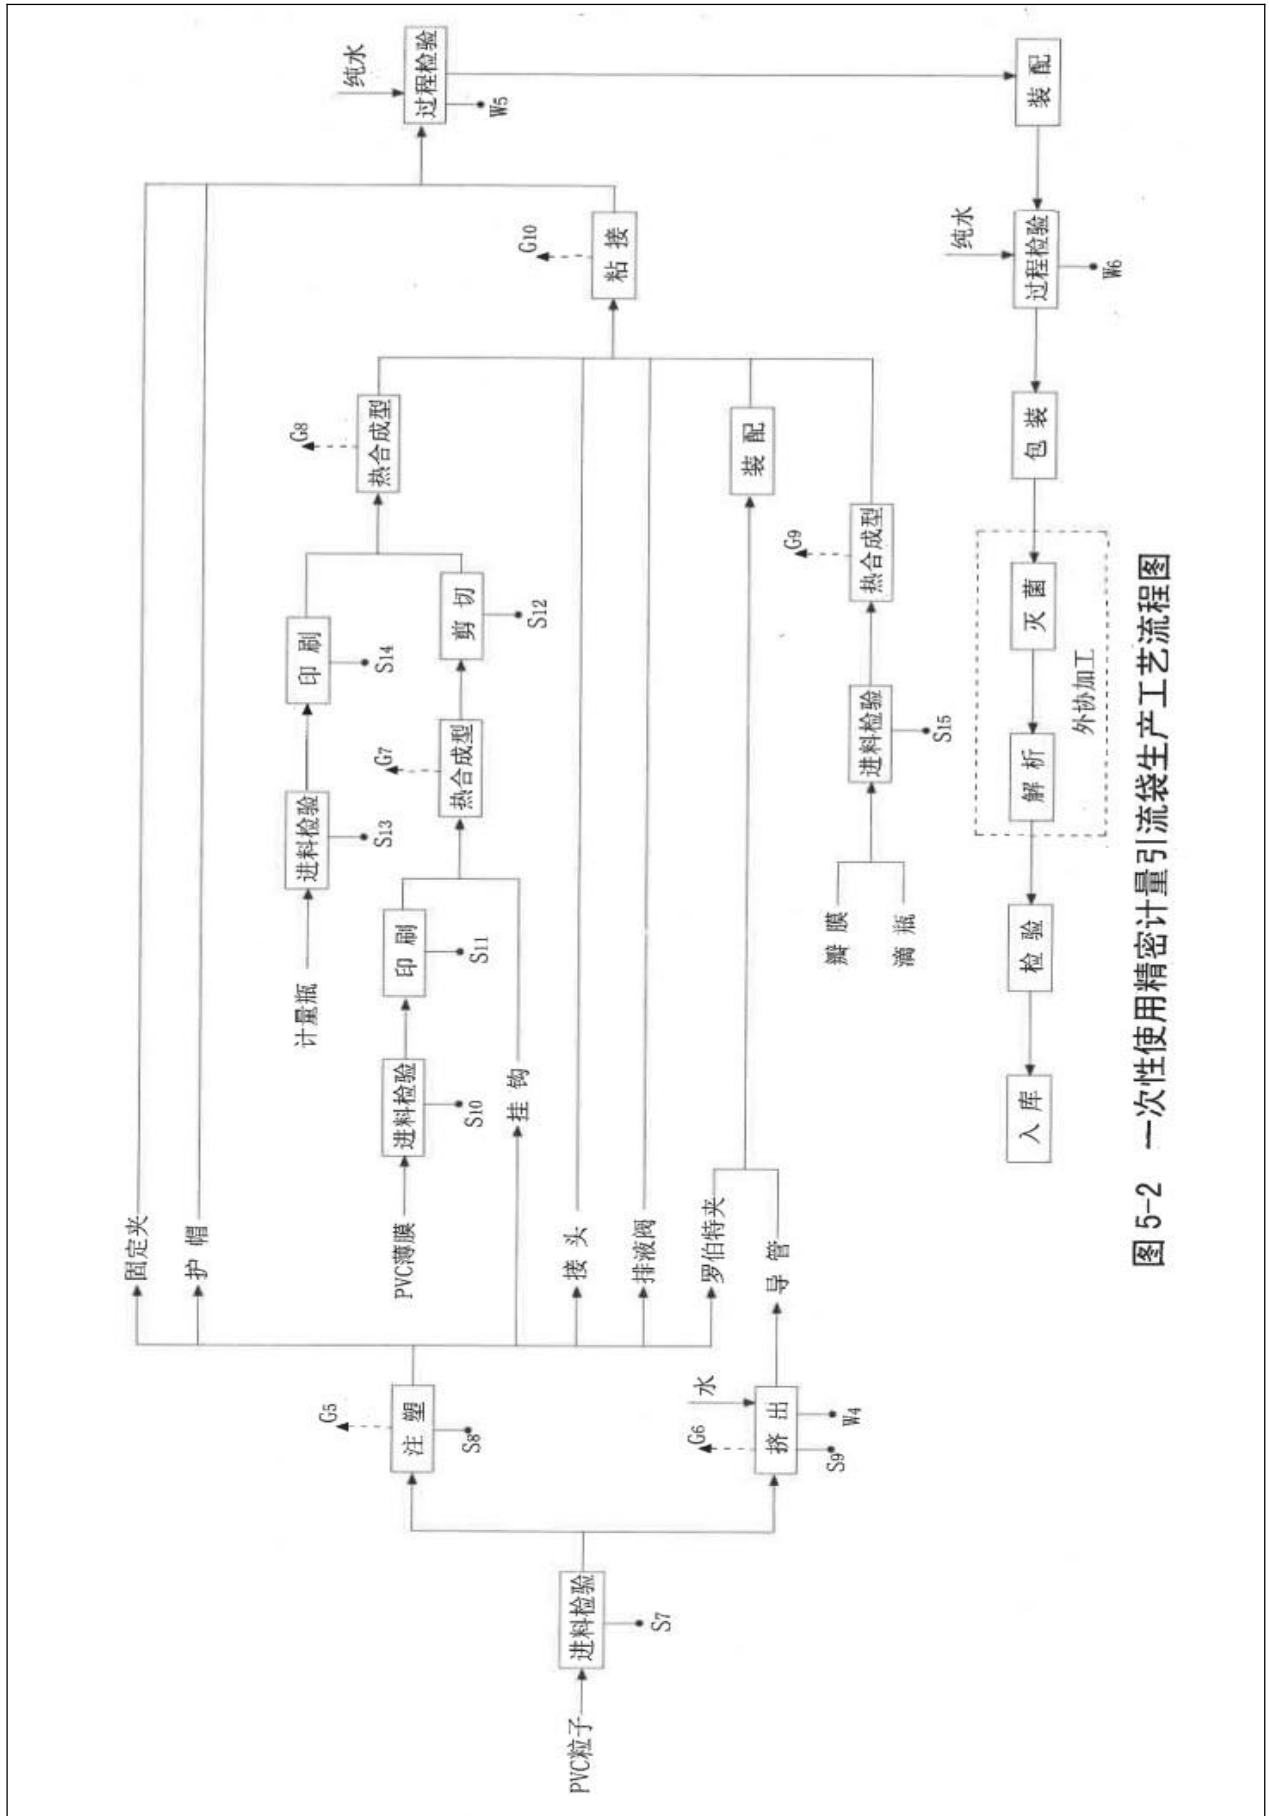 PVC粒子
进料检验
S7
注塑
G5
S8
挤出
水
G6
S9
W4
固定夹
护帽
PVC薄膜
进料检验
S10
印刷
S11
挂钩
接头
排液阀
罗伯特夹
导管
计量瓶
进料检验
S13
印刷
S14
热合成型
G7
剪切
S12
热合成型
G8
瓣膜
滴瓶
进料检验
S15
热合成型
G9
装配
粘接
G10
纯水
过程检验
W5
装配
纯水
过程检验
W6
包装
灭菌
解析
外协加工
检验
入库
图 5-2 一次性使用精密计量引流袋生产工艺流程图